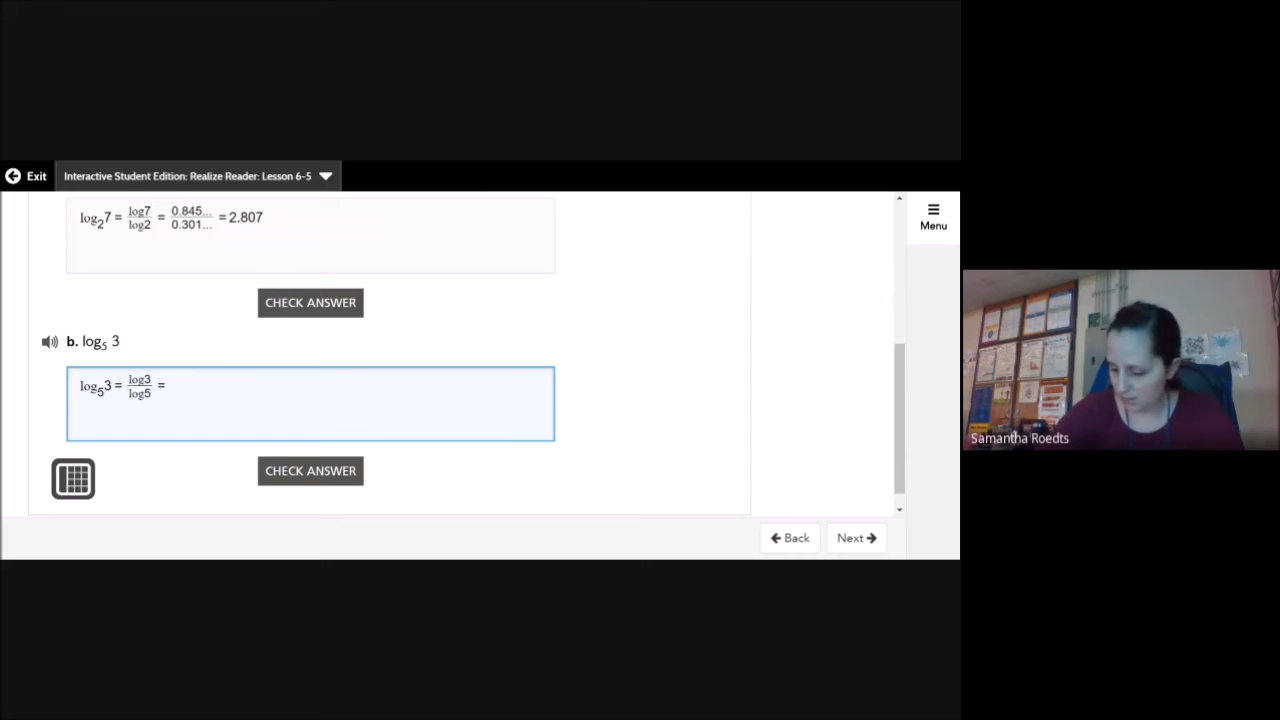 Exit
Interactive Student Edition: Realize Reader: Lesson 6-5
log₂7 = log7/log2 = 0.845.../0.301... = 2.807
Menu
CHECK ANSWER
b. log₅ 3
log₅3 = log3/log5 =
CHECK ANSWER
Back
Next
Samantha Roedts